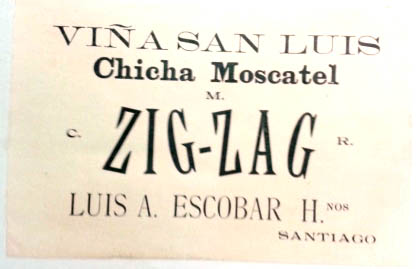 VIÑA SAN LUIS
Chicha Moscatel
M.
C. ZIG-ZAG R.
LUIS A. ESCOBAR H.NOS
SANTIAGO